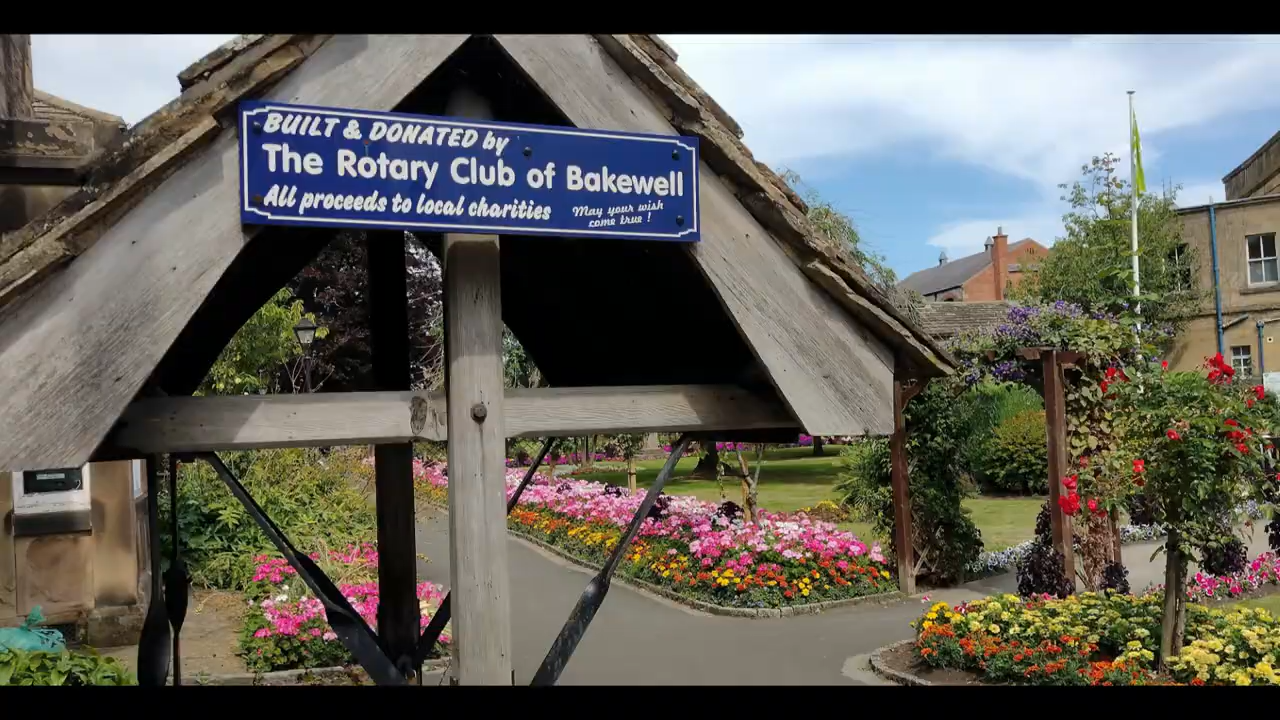 BUILT & DONATED by
The Rotary Club of Bakewell
All proceeds to local charities
May your wish
come true!